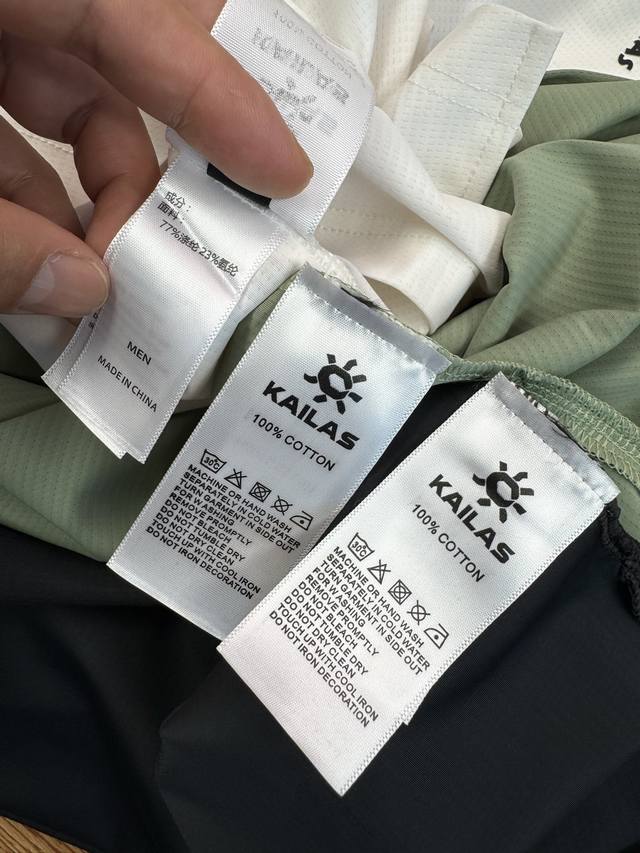 成分：
面料：
77%涤纶 23%氨纶
MEN
MADE IN CHINA
KAILAS
100% COTTON
30°C
MACHINE OR HAND WASH
SEPARATELY IN COLD WATER
TURN GARMENT IN SIDE OUT
FOR WASHING
REMOVE PROMPTLY
DO NOT BLEACH
DO NOT TUMBLE DRY
DO NOT DRY CLEAN
TOUCH UP WITH COOL IRON
DO NOT IRON DECORATION
KAILAS
100% COTTON
30°C
MACHINE OR HAND WASH
SEPARATELY IN COLD WATER
TURN GARMENT IN SIDE OUT
FOR WASHING
REMOVE PROMPTLY
DO NOT BLEACH
DO NOT TUMBLE DRY
DO NOT DRY CLEAN
TOUCH UP WITH COOL IRON
DO NOT IRON DECORATION